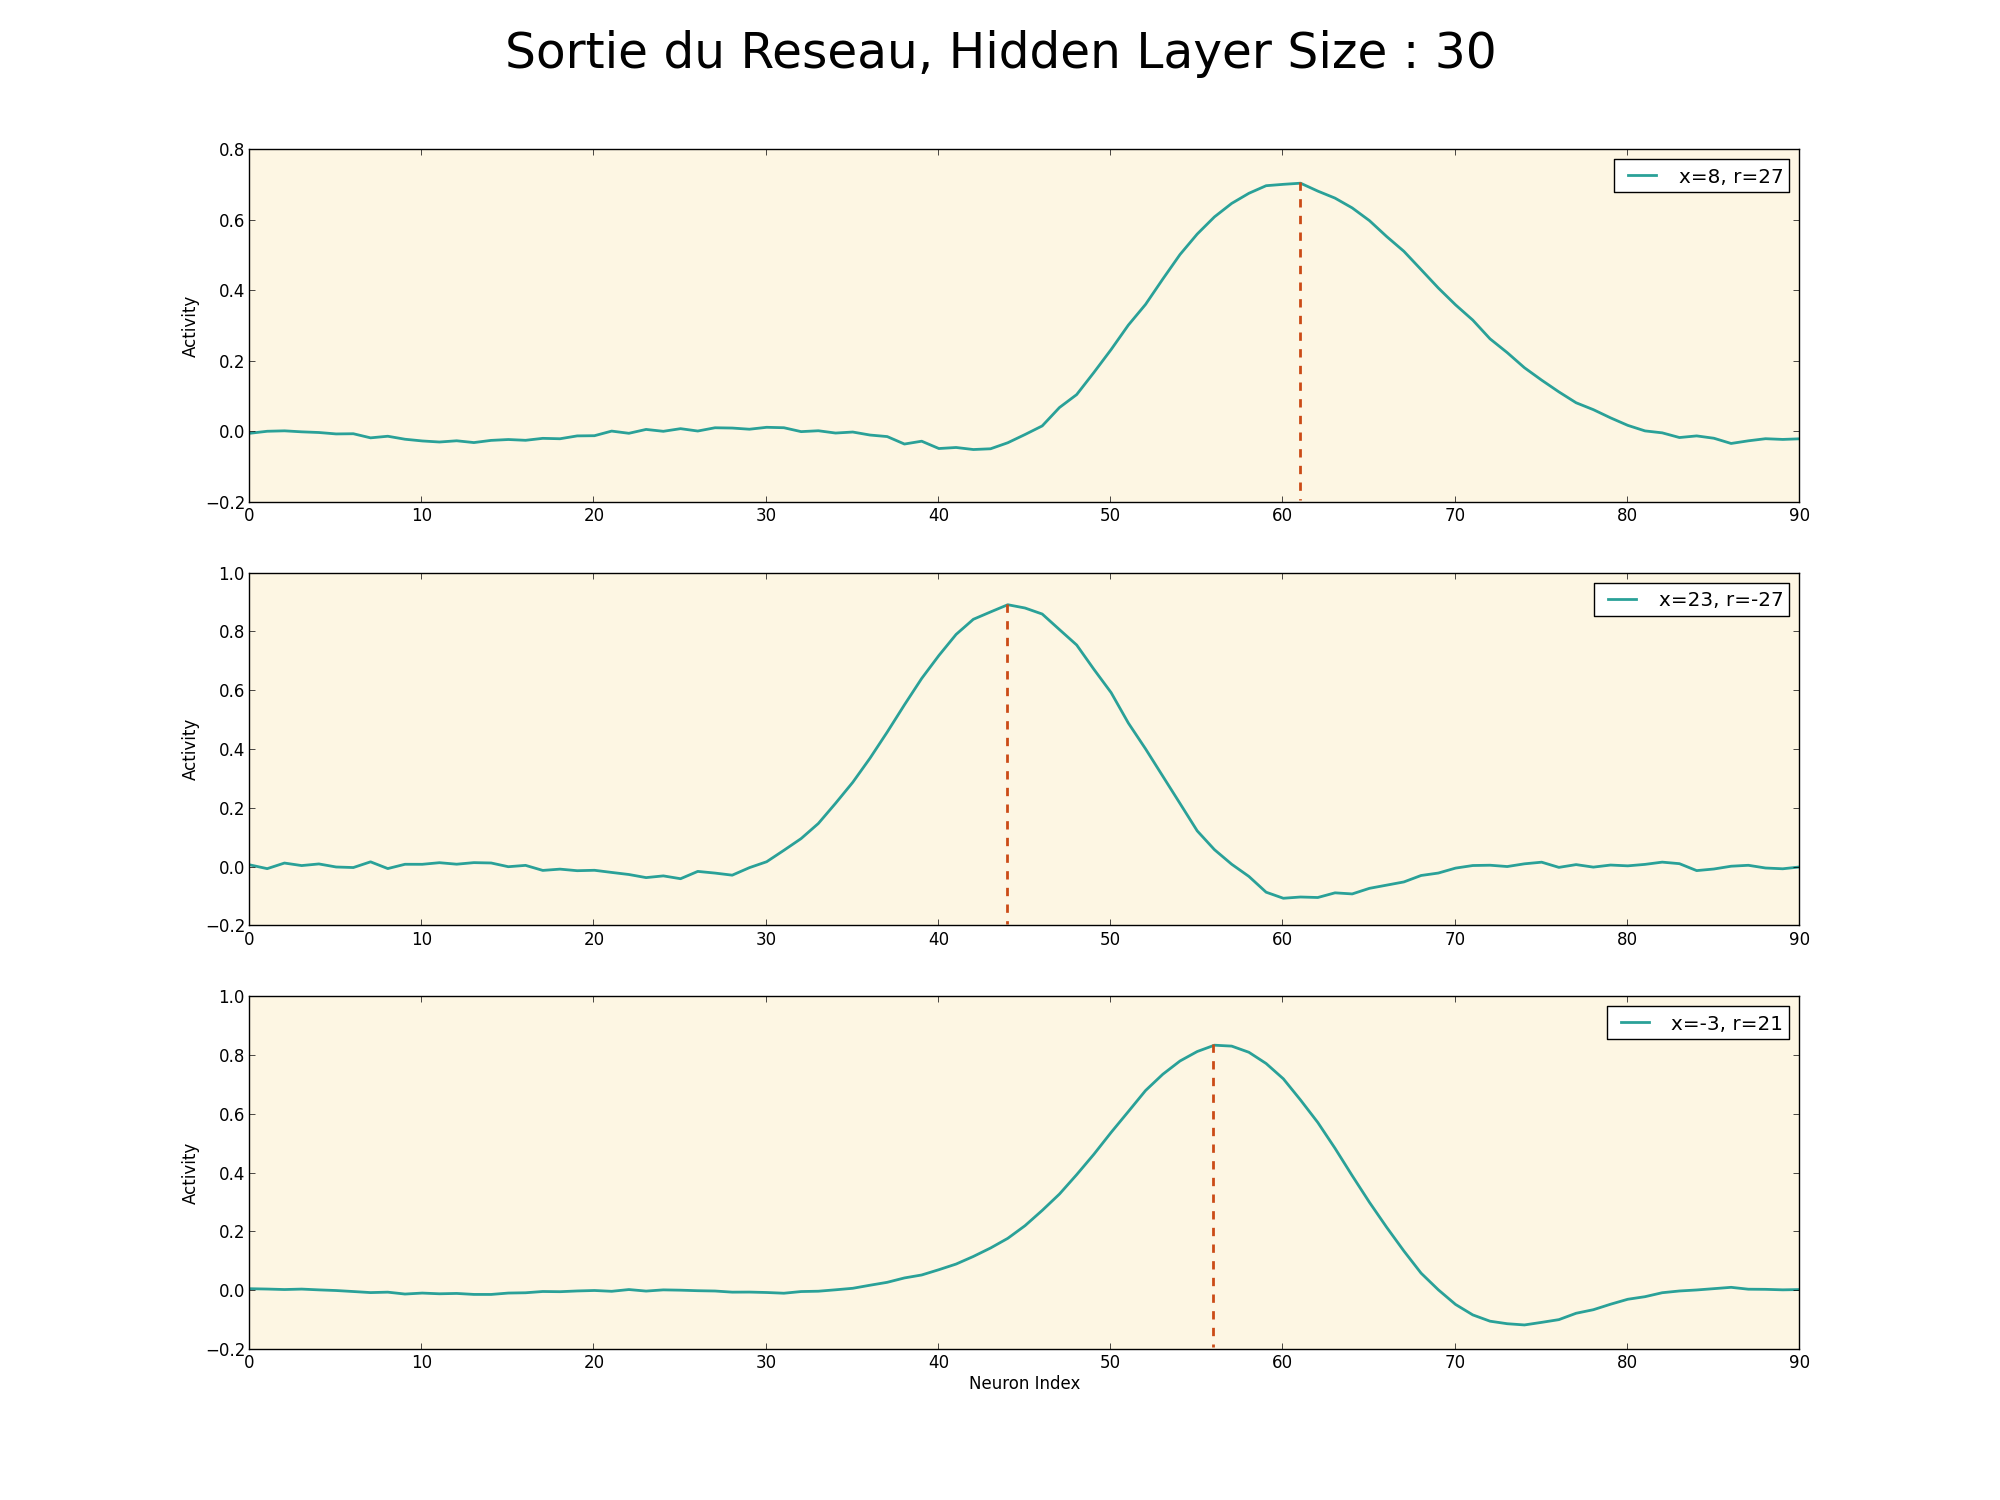 Sortie du Reseau, Hidden Layer Size : 30
0.8
0.6
0.4
0.2
0.0
−0.2
Activity
x=8, r=27
0 10 20 30 40 50 60 70 80 90
1.0
0.8
0.6
0.4
0.2
0.0
−0.2
Activity
x=23, r=-27
0 10 20 30 40 50 60 70 80 90
1.0
0.8
0.6
0.4
0.2
0.0
−0.2
Activity
x=-3, r=21
0 10 20 30 40 50 60 70 80 90
Neuron Index